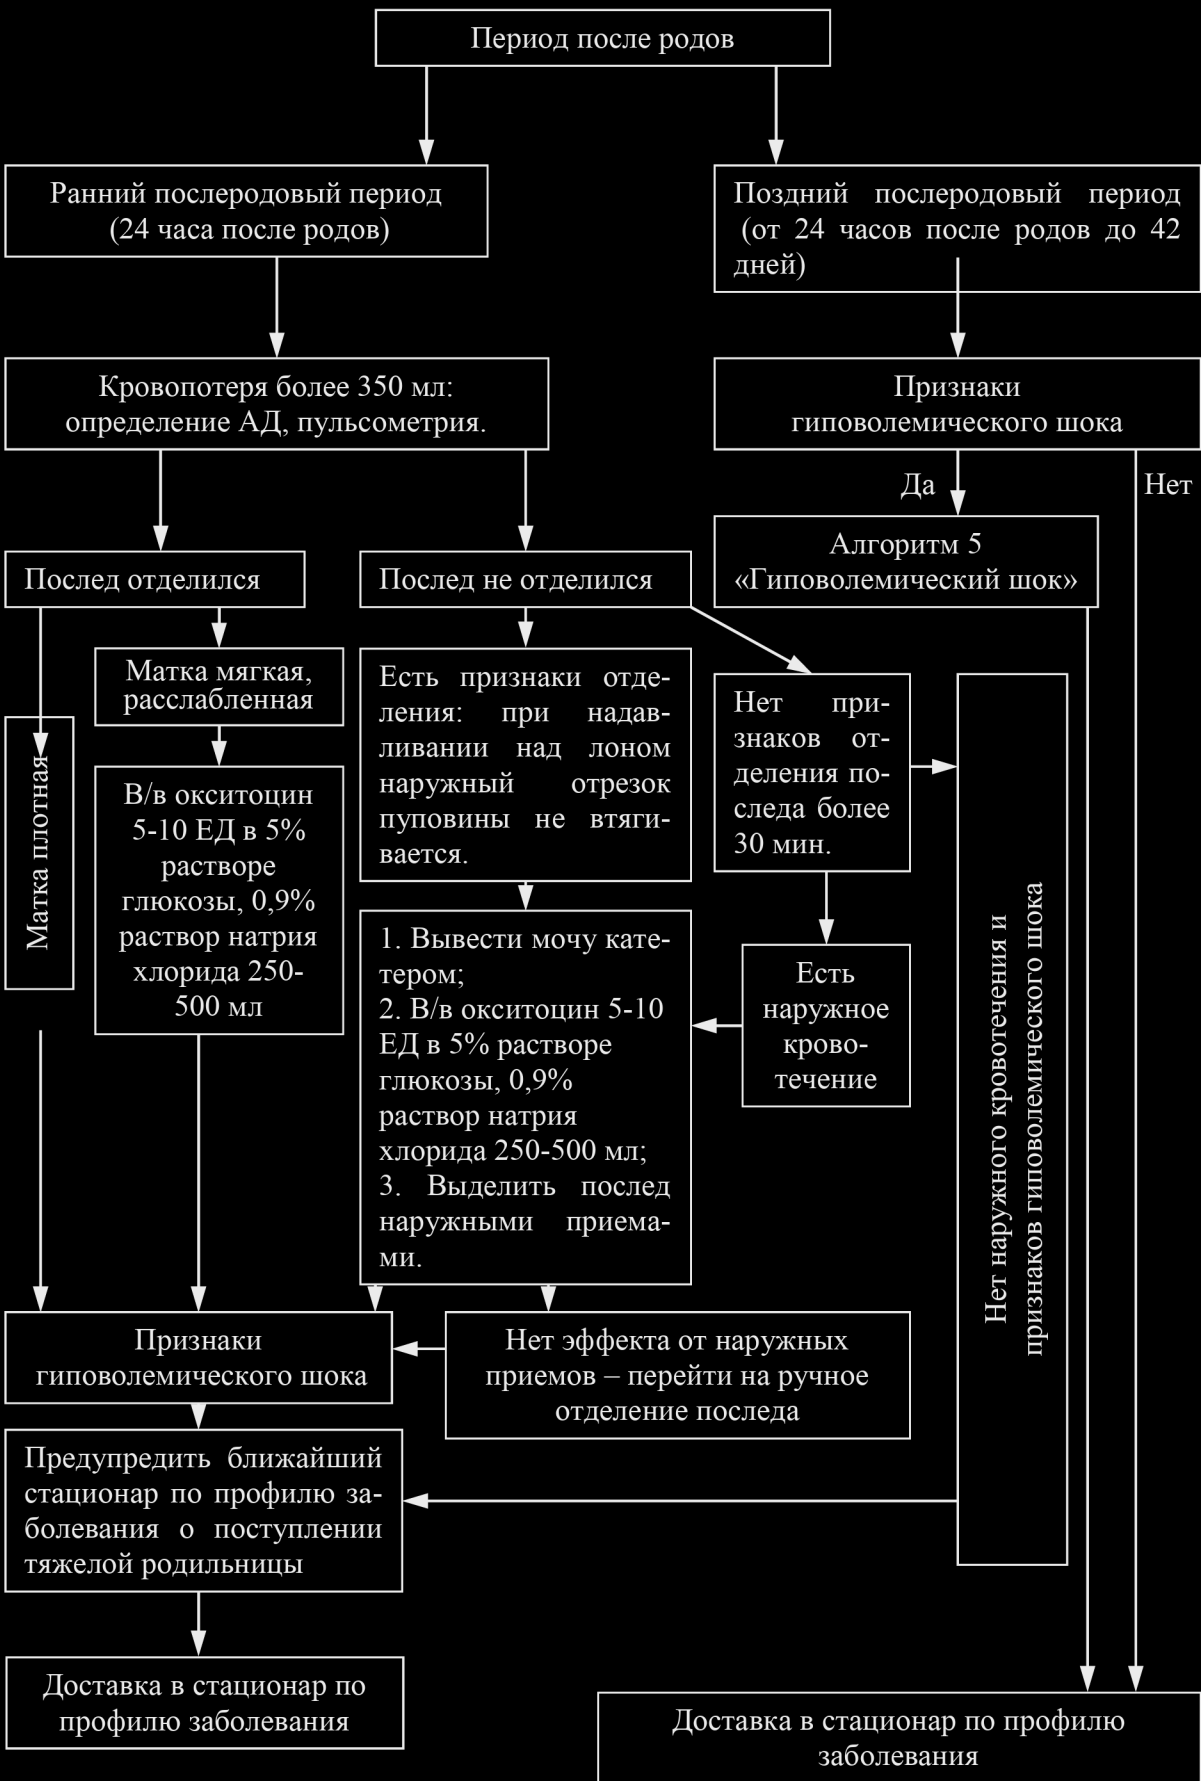 Период после родов
Ранний послеродовый период
(24 часа после родов)
Поздний послеродовый период
(от 24 часов после родов до 42
дней)
Кровопотеря более 350 мл:
определение АД, пульсометрия.
Признаки
гиповолемического шока
Да
Нет
Алгоритм 5
«Гиповолемический шок»
Послед отделился
Послед не отделился
Матка плотная
Матка мягкая,
расслабленная
В/в окситоцин
5-10 ЕД в 5%
растворе
глюкозы, 0,9%
раствор натрия
хлорида 250-
500 мл
Есть признаки отде-
ления: при надав-
ливании над лоном
наружный отрезок
пуповины не втяги-
вается.
Нет при-
знаков от-
деления по-
следа более
30 мин.
1. Вывести мочу кате-
тером;
2. В/в окситоцин 5-10
ЕД в 5% растворе
глюкозы, 0,9%
раствор натрия
хлорида 250-500 мл;
3. Выделить послед
наружными приема-
ми.
Есть
наружное
крово-
течение
Нет наружного кровотечения и
признаков гиповолемического шока
Признаки
гиповолемического шока
Нет эффекта от наружных
приемов – перейти на ручное
отделение последа
Предупредить ближайший
стационар по профилю за-
болевания о поступлении
тяжелой родильницы
Доставка в стационар по
профилю заболевания
Доставка в стационар по профилю
заболевания